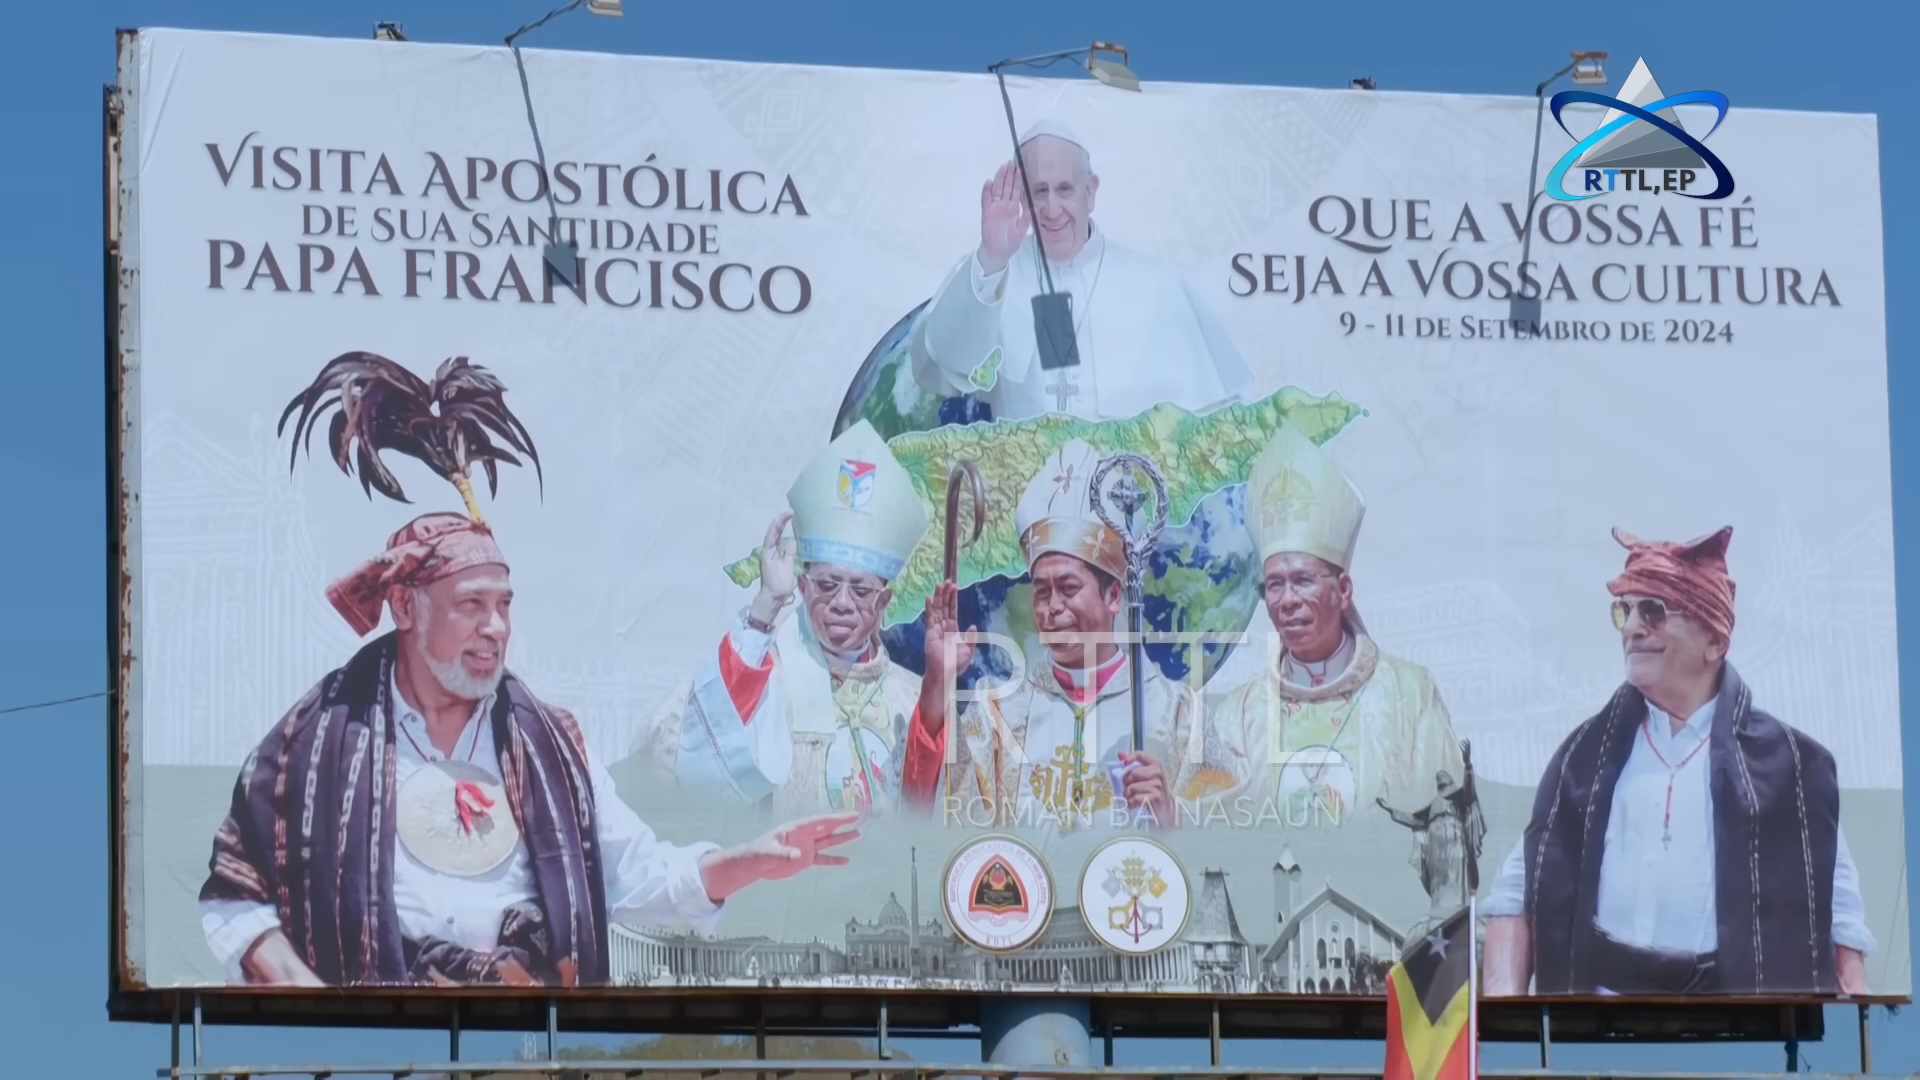 VISITA APOSTÓLICA
DE SUA SANTIDADE
PAPA FRANCISCO
QUE A VOSSA FÉ
SEJA A VOSSA CULTURA
9 - 11 DE SETEMBRO DE 2024
RTTL,EP
RTTL
ROMAN BA NASAUN
RDTL